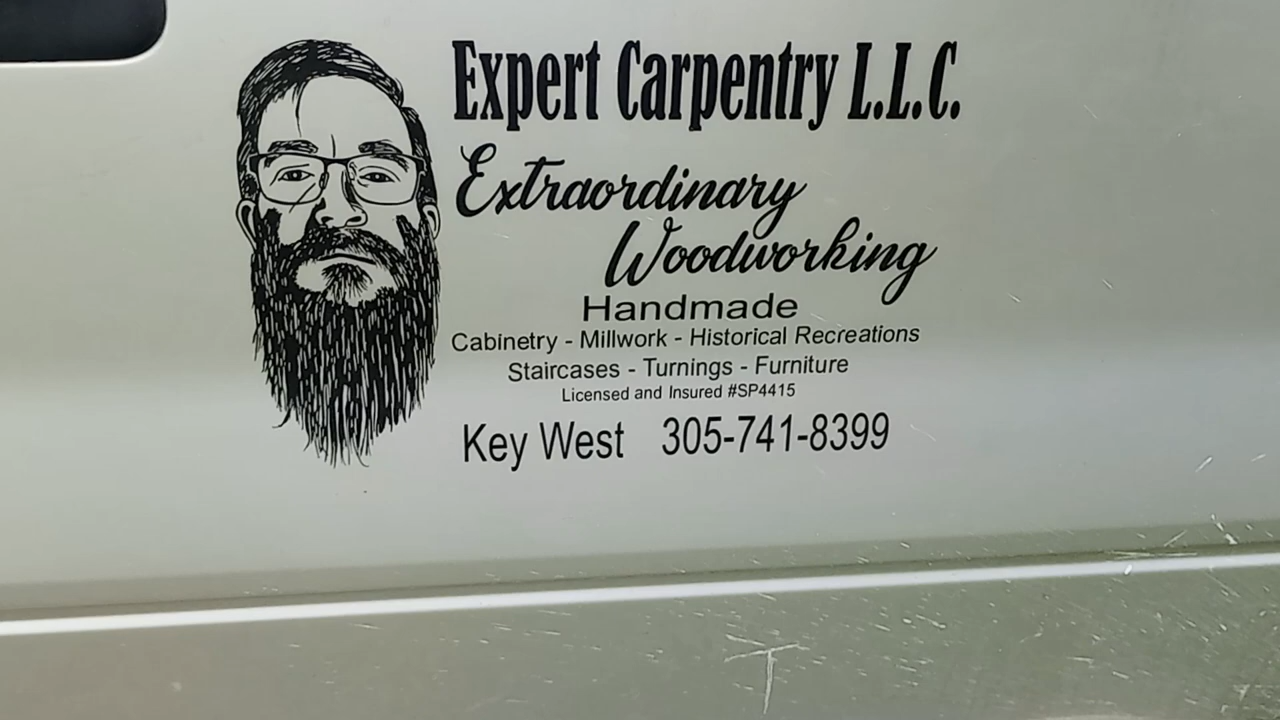 Expert Carpentry L.L.C.
Extraordinary
Woodworking
Handmade
Cabinetry - Millwork - Historical Recreations
Staircases - Turnings - Furniture
Licensed and Insured #SP4415
Key West 305-741-8399